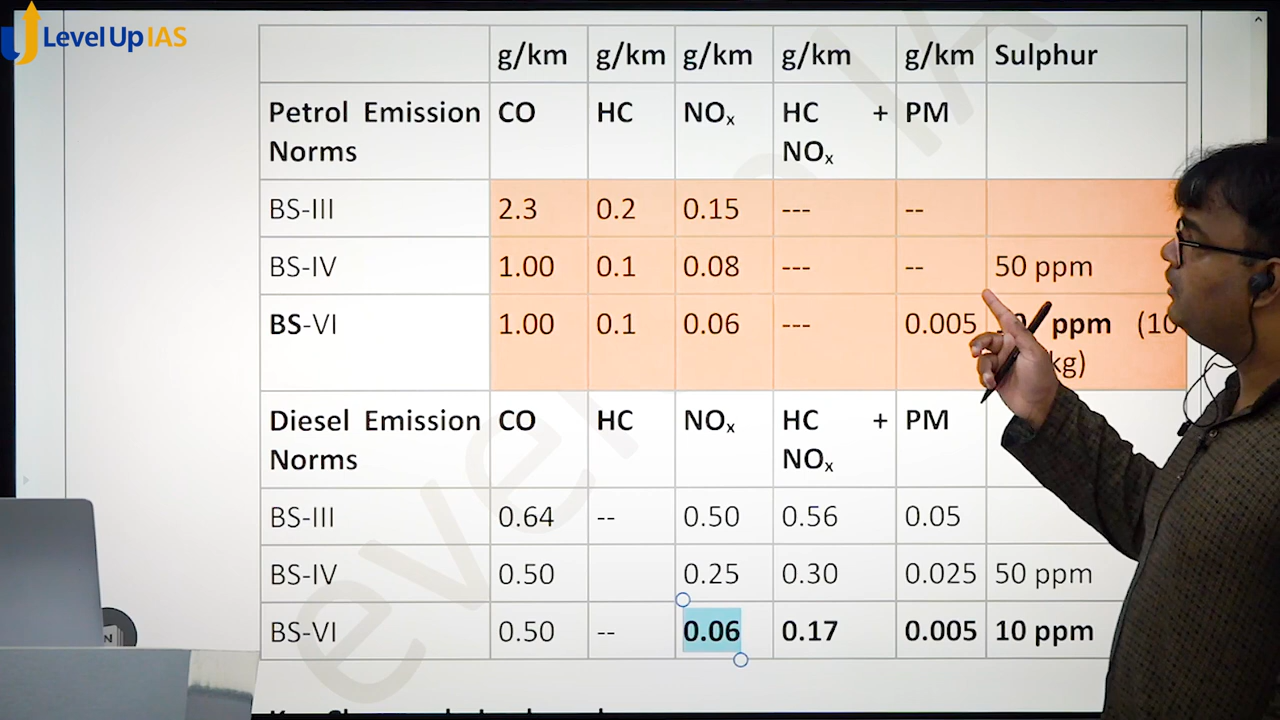 Level Up IAS
g/km g/km g/km g/km g/km Sulphur
Petrol Emission CO HC NOₓ HC + PM
Norms NOₓ
BS-III 2.3 0.2 0.15 --- --
BS-IV 1.00 0.1 0.08 --- -- 50 ppm
BS-VI 1.00 0.1 0.06 --- 0.005 ppm (10
kg)
Diesel Emission CO HC NOₓ HC + PM
Norms NOₓ
BS-III 0.64 -- 0.50 0.56 0.05
BS-IV 0.50 0.25 0.30 0.025 50 ppm
BS-VI 0.50 -- 0.06 0.17 0.005 10 ppm